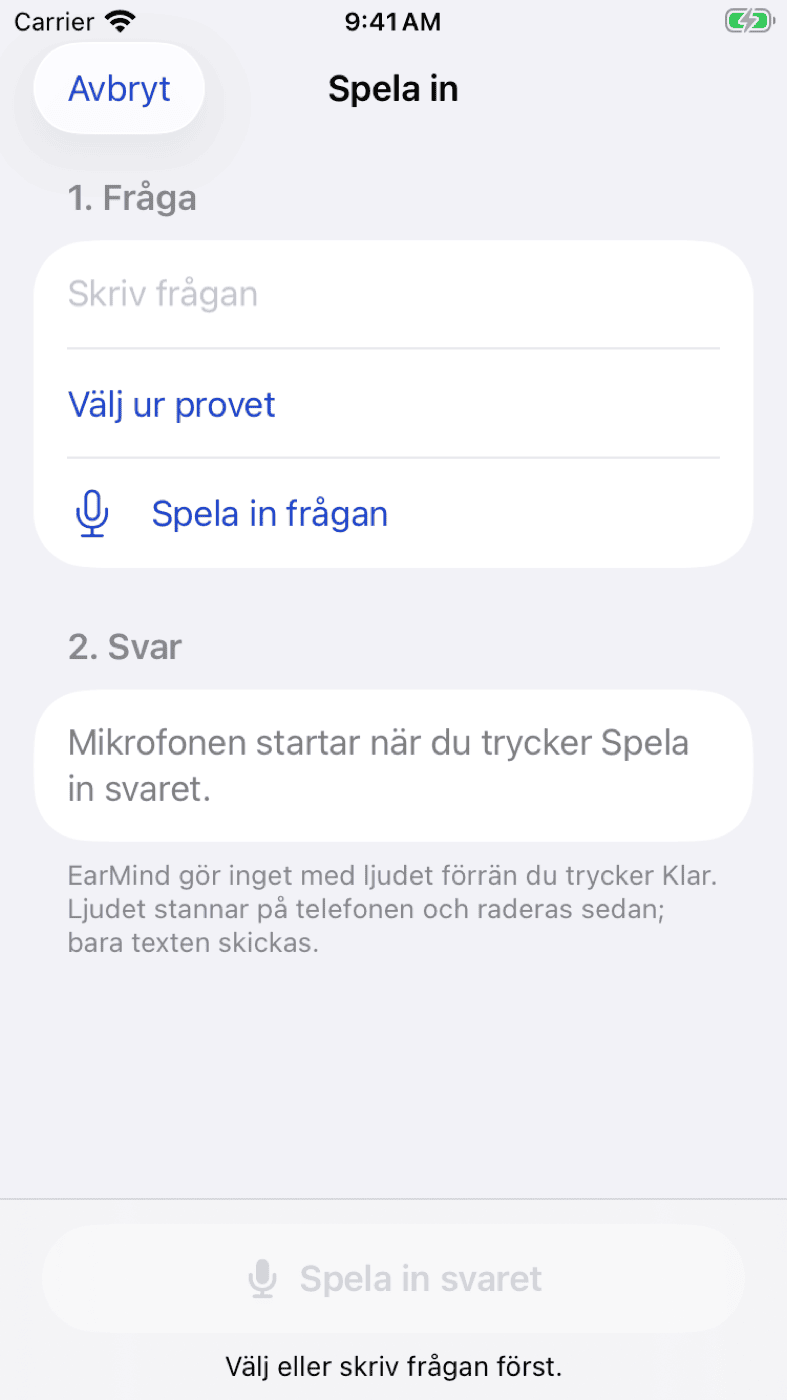 Carrier
9:41 AM
Avbryt
Spela in
1. Fråga
Skriv frågan
Välj ur provet
Spela in frågan
2. Svar
Mikrofonen startar när du trycker Spela
in svaret.
EarMind gör inget med ljudet förrän du trycker Klar.
Ljudet stannar på telefonen och raderas sedan;
bara texten skickas.
Spela in svaret
Välj eller skriv frågan först.